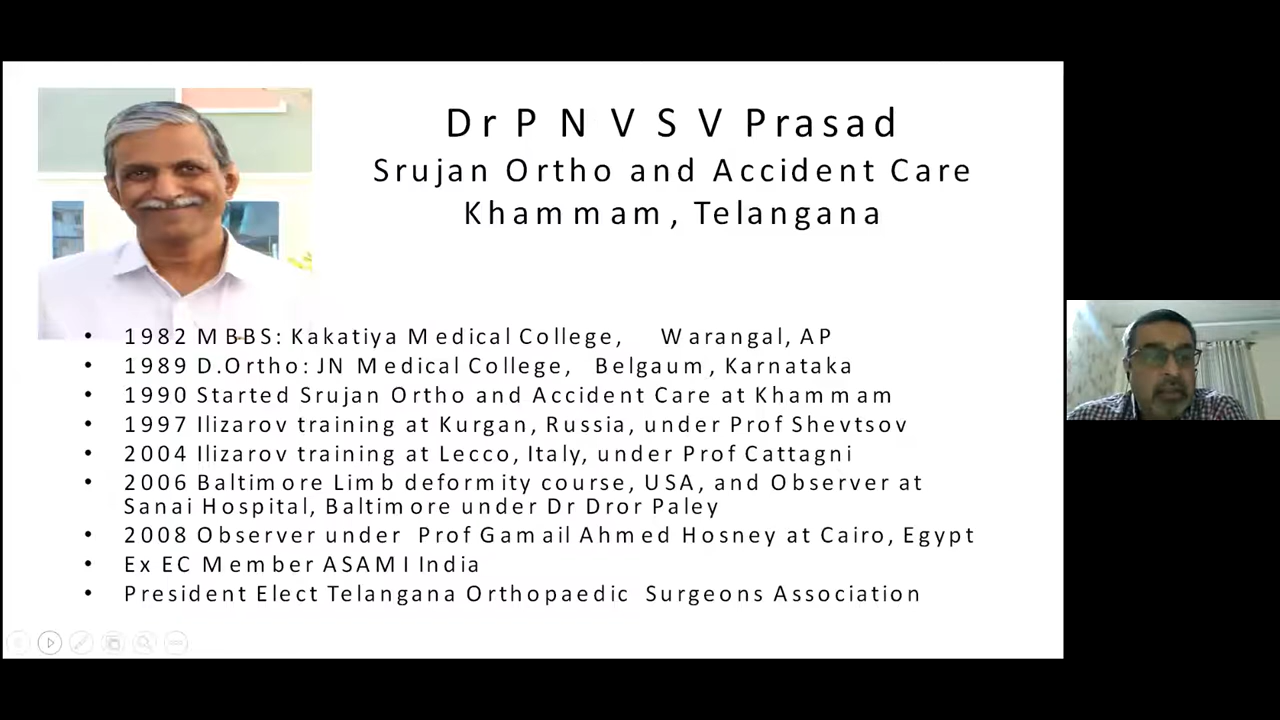 Dr P N V S V Prasad
Srujan Ortho and Accident Care
Khammam, Telangana
• 1982 MBBS: Kakatiya Medical College, Warangal, AP
• 1989 D.Ortho: JN Medical College, Belgaum, Karnataka
• 1990 Started Srujan Ortho and Accident Care at Khammam
• 1997 Ilizarov training at Kurgan, Russia, under Prof Shevtsov
• 2004 Ilizarov training at Lecco, Italy, under Prof Cattagni
• 2006 Baltimore Limb deformity course, USA, and Observer at
Sanai Hospital, Baltimore under Dr Dror Paley
• 2008 Observer under Prof Gamail Ahmed Hosney at Cairo, Egypt
• Ex EC Member ASAMI India
• President Elect Telangana Orthopaedic Surgeons Association